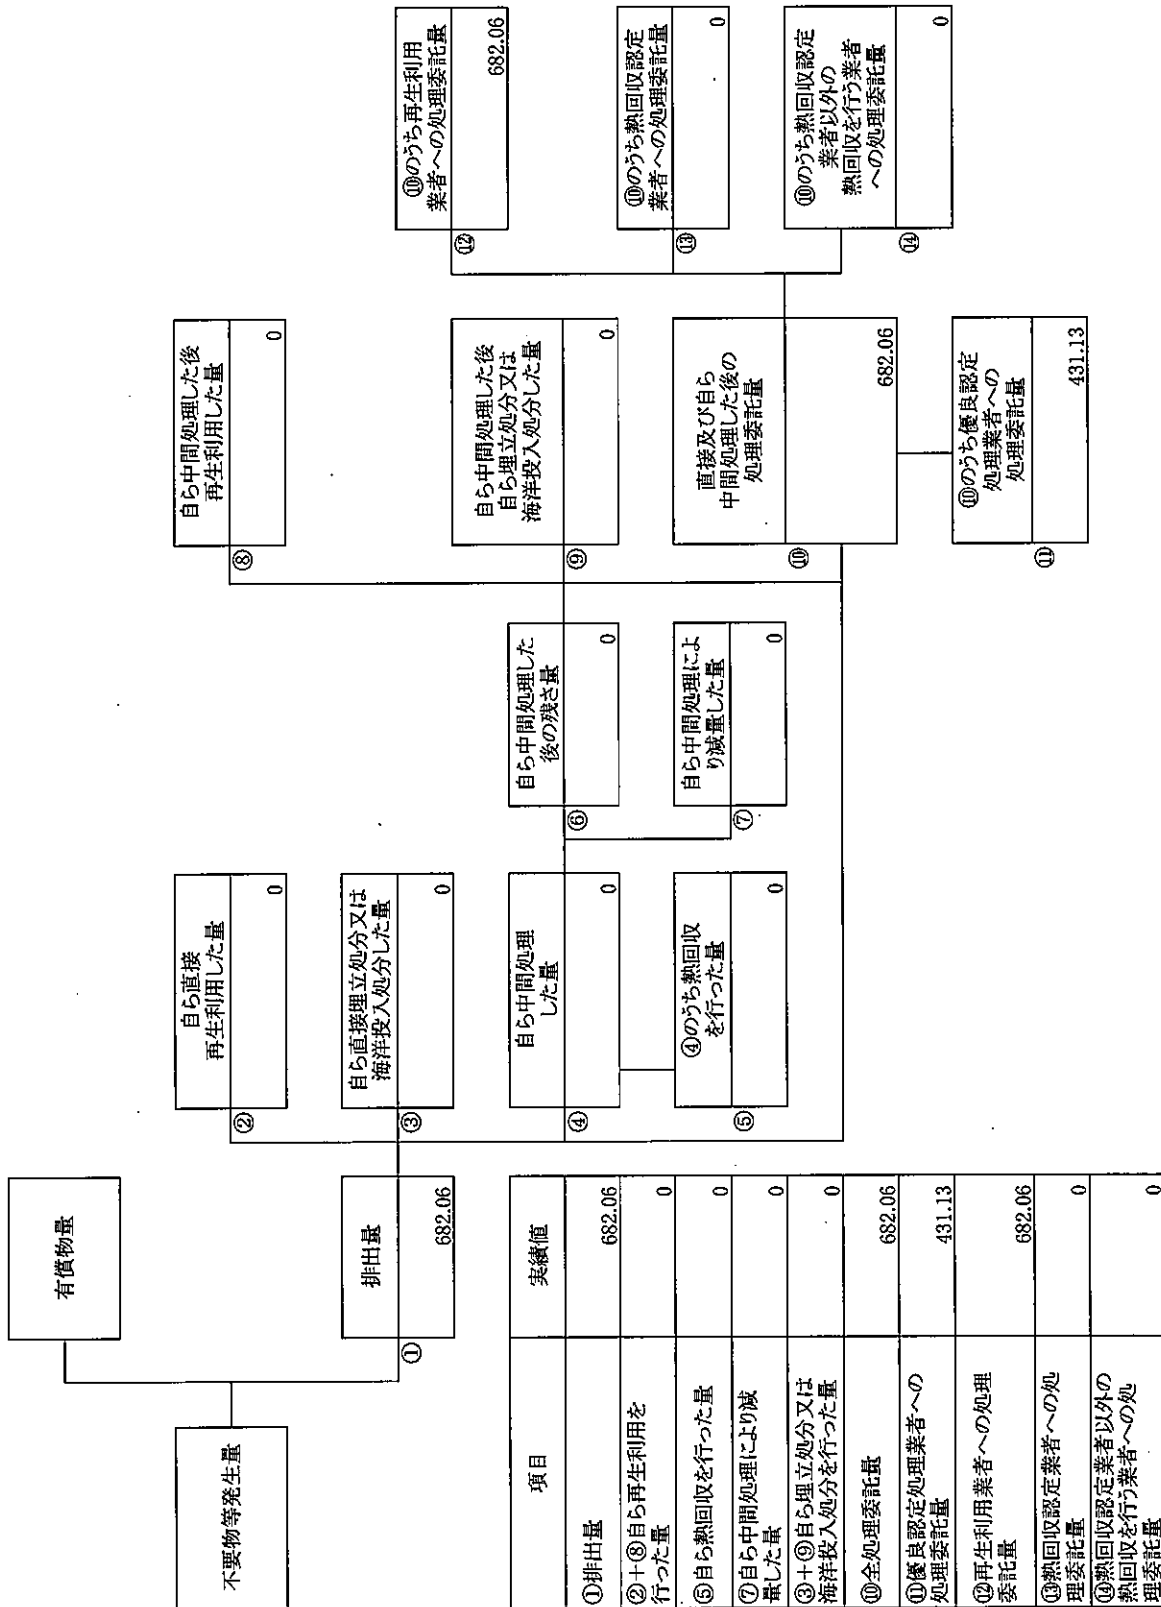 不要物等発生量
有償物量
①
排出量
682.06
②
自ら直接
再生利用した量
0
③
自ら直接埋立処分又は
海洋投入処分した量
0
④
自ら中間処理
した量
0
⑤
④のうち熱回収
を行った量
0
⑥
自ら中間処理した
後の残さ量
0
⑦
自ら中間処理によ
り減量した量
0
⑧
自ら中間処理した後
再生利用した量
0
⑨
自ら中間処理した後
自ら埋立処分又は
海洋投入処分した量
0
⑩
直接及び自ら
中間処理した後の
処理委託量
682.06
⑪
⑩のうち優良認定
処理業者への
処理委託量
431.13
⑫
⑩のうち再生利用
業者への処理委託量
682.06
⑬
⑩のうち熱回収認定
業者への処理委託量
0
⑭
⑩のうち熱回収認定
業者以外の
熱回収を行う業者
への処理委託量
0
項目 実績値
①排出量 682.06
②+⑧自ら再生利用を
行った量 0
⑤自ら熱回収を行った量 0
⑦自ら中間処理により減
量した量 0
③+⑨自ら埋立処分又は
海洋投入処分を行った量 0
⑩全処理委託量 682.06
⑪優良認定処理業者への
処理委託量 431.13
⑫再生利用業者への処理
委託量 682.06
⑬熱回収認定業者への処
理委託量 0
⑭熱回収認定業者以外の
熱回収を行う業者への処
理委託量 0